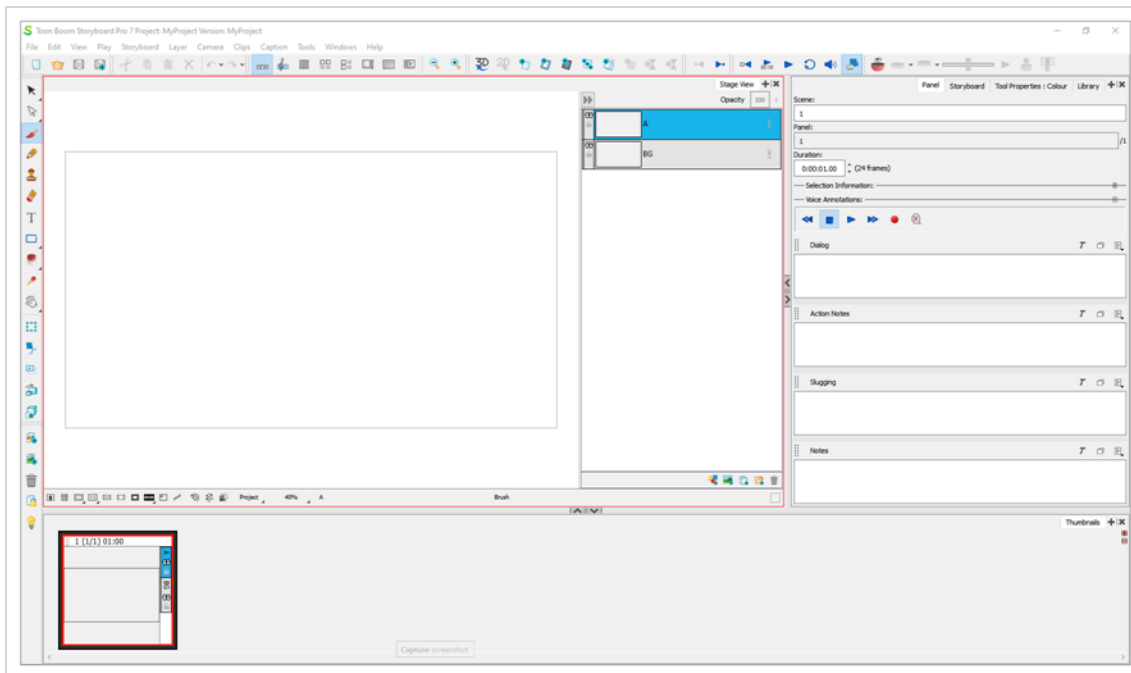 Toon Boom Storyboard Pro 7 Project: MyProject Version: MyProject
File Edit View Play Storyboard Layer Camera Clips Caption Tools Windows Help
Stage View
Panel Storyboard Tool Properties : Colour Library
Opacity 100
Scene:
1
A
Panel:
1 /1
BG
Duration:
0:00:01.00 (24 frames)
Selection Information:
Voice Annotations:
Dialog
Action Notes
Slugging
Notes
Project 40% A Brush
Thumbnails
1 (1/1) 01:00
Capture screenshot.